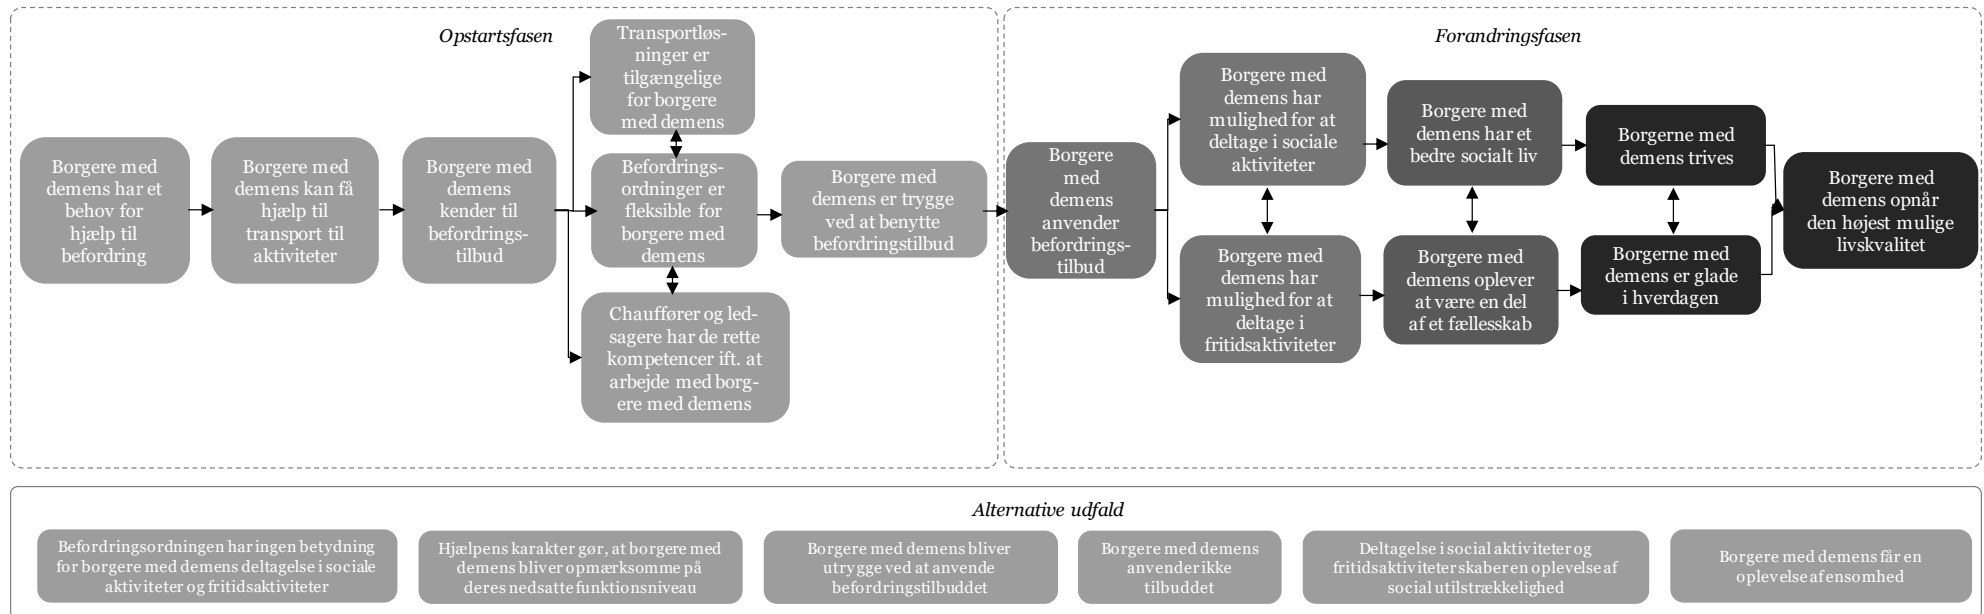 Opstartsfasen
Borgere med
demens har et
behov for
hjælp til
befordring
Borgere med
demens kan få
hjælp til
transport til
aktiviteter
Borgere med
demens
kender til
befordrings-
tilbud
Transportløs-
ninger er
tilgængelige
for borgere
med demens
Befordrings-
ordninger er
fleksible for
borgere med
demens
Chauffører og led-
sagere har de rette
kompetencer ift. at
arbejde med borg-
ere med demens
Borgere med
demens er trygge
ved at benytte
befordringstilbud
Forandringsfasen
Borgere
med
demens
anvender
befordrings-
tilbud
Borgere med
demens har
mulighed for at
deltage i sociale
aktiviteter
Borgere med
demens har
mulighed for at
deltage i
fritidsaktiviteter
Borgere med
demens har et
bedre socialt liv
Borgere med
demens oplever
at være en del
af et fællesskab
Borgerne med
demens trives
Borgerne med
demens er glade
i hverdagen
Borgere med
demens opnår
den højest mulige
livskvalitet
Alternative udfald
Befordringsordningen har ingen betydning
for borgere med demens deltagelse i sociale
aktiviteter og fritidsaktiviteter
Hjælpens karakter gør, at borgere med
demens bliver opmærksomme på
deres nedsatte funktionsniveau
Borgere med demens bliver
utrygge ved at anvende
befordringstilbuddet
Borgere med demens
anvender ikke
tilbuddet
Deltagelse i social aktiviteter og
fritidsaktiviteter skaber en oplevelse af
social utilstrækkelighed
Borgere med demens får en
oplevelse af ensomhed